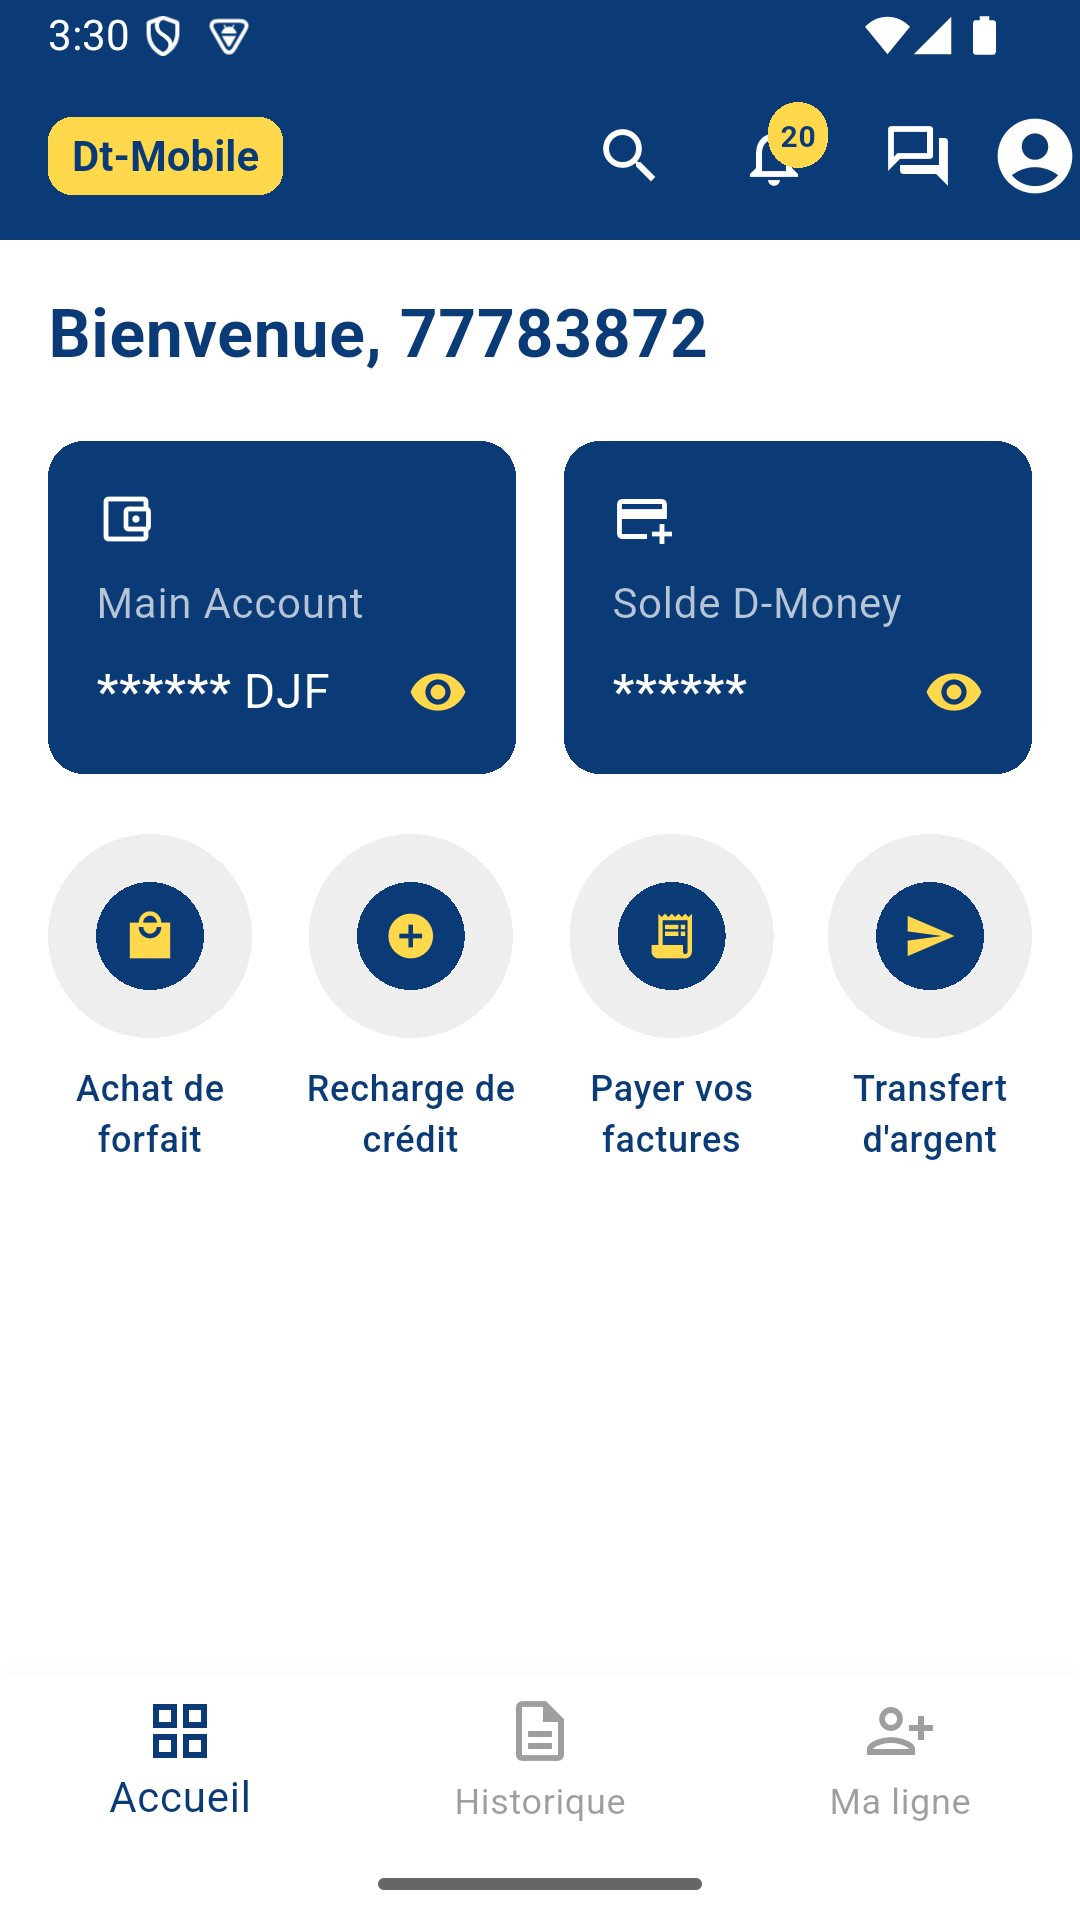 3:30
Dt-Mobile
20
Bienvenue, 77783872
Main Account
Solde D-Money
****** DJF
******
Achat de
forfait
Recharge de
crédit
Payer vos
factures
Transfert
d'argent
Accueil
Historique
Ma ligne